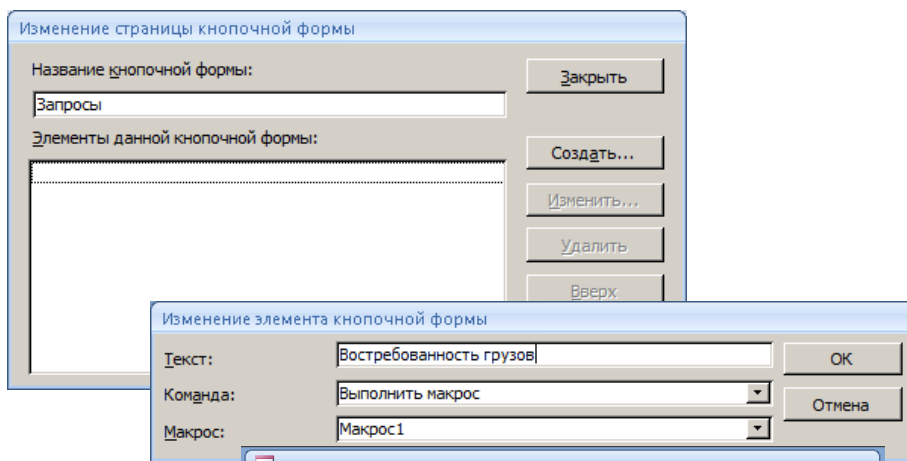 Изменение страницы кнопочной формы
Название кнопочной формы:
Закрыть
Запросы
Элементы данной кнопочной формы:
Создать...
Изменить...
Удалить
Вверх
Изменение элемента кнопочной формы
Текст:
Востребованность грузов
ОК
Команда:
Выполнить макрос
Отмена
Макрос:
Макрос1